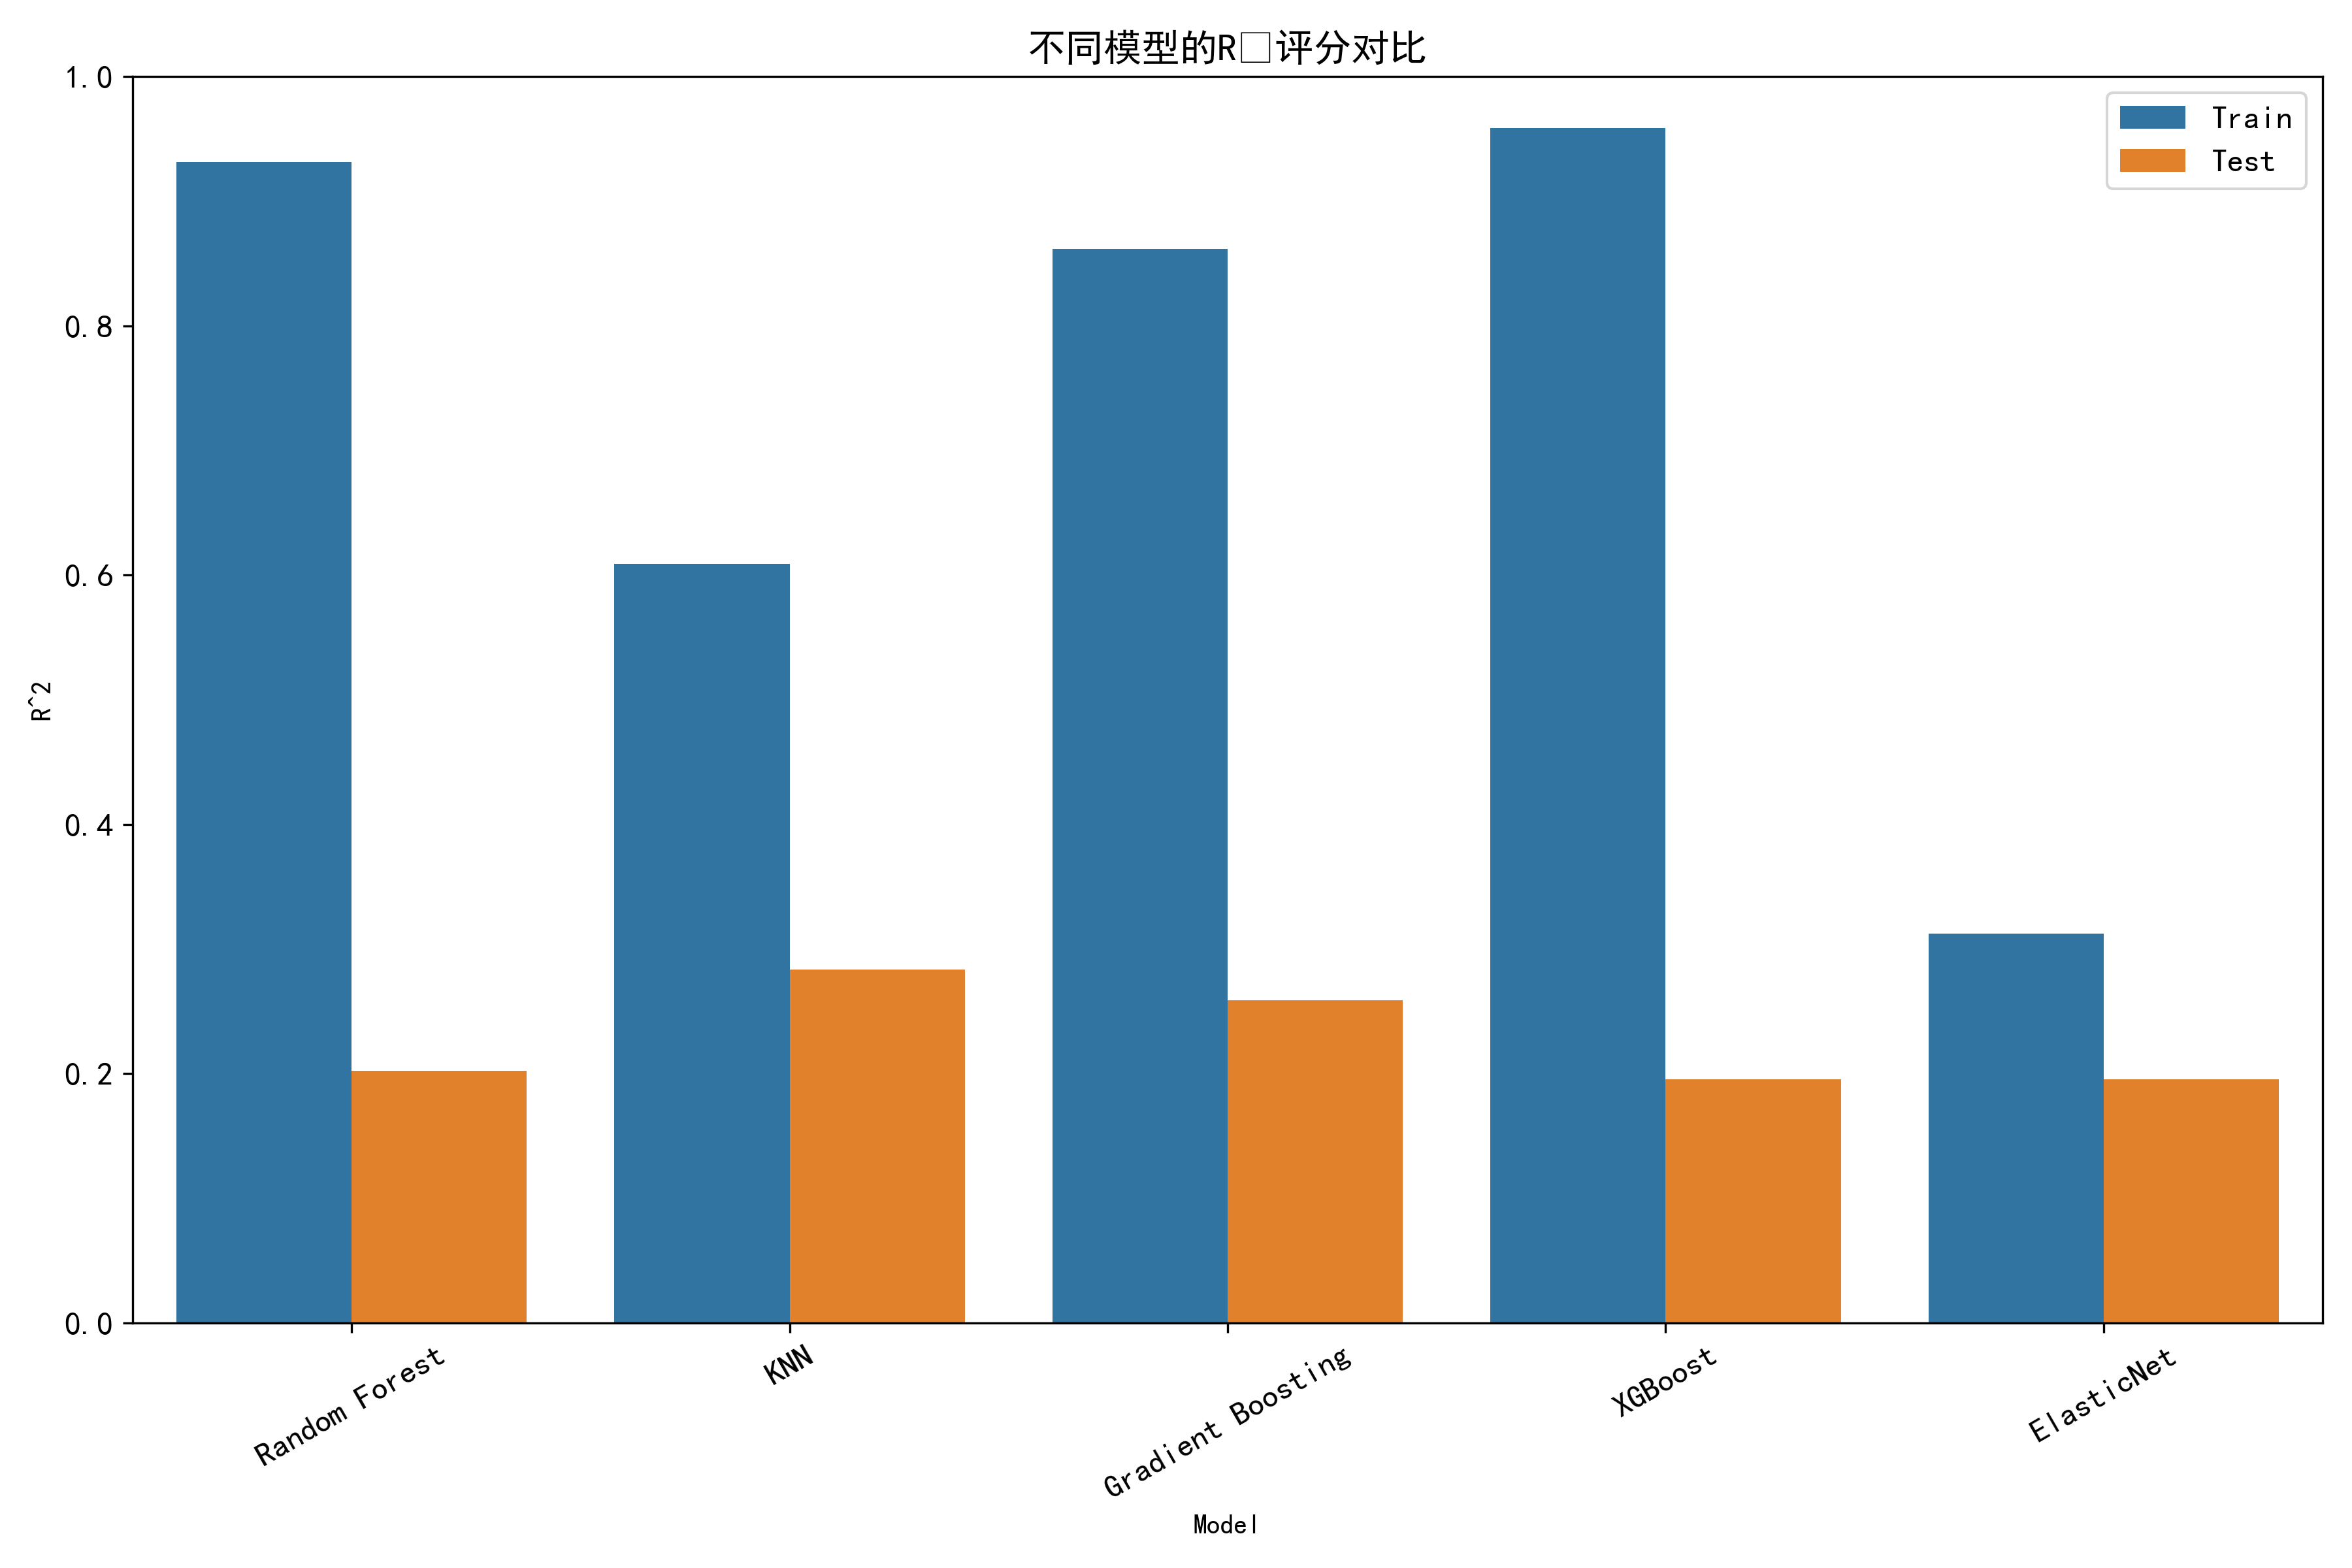 不同模型的R□评分对比
Train
Test
1.0
0.8
0.6
0.4
0.2
0.0
R^2
Random Forest
KNN
Gradient Boosting
XGBoost
ElasticNet
Model